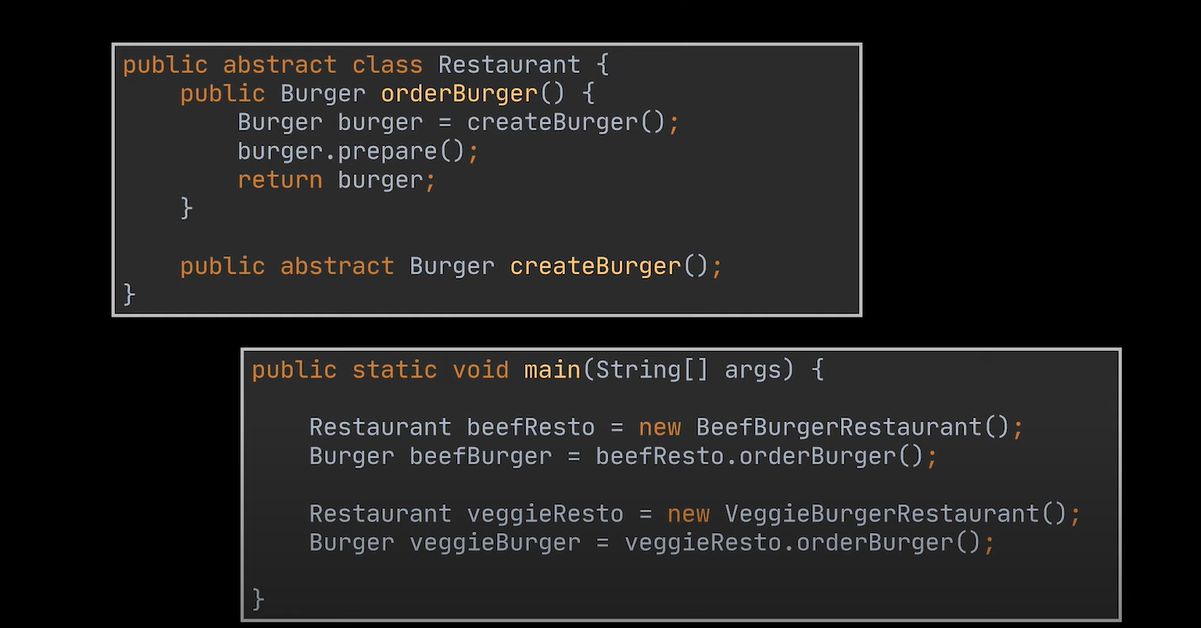 public abstract class Restaurant {
    public Burger orderBurger() {
        Burger burger = createBurger();
        burger.prepare();
        return burger;
    }

    public abstract Burger createBurger();
}
public static void main(String[] args) {

    Restaurant beefResto = new BeefBurgerRestaurant();
    Burger beefBurger = beefResto.orderBurger();

    Restaurant veggieResto = new VeggieBurgerRestaurant();
    Burger veggieBurger = veggieResto.orderBurger();

}